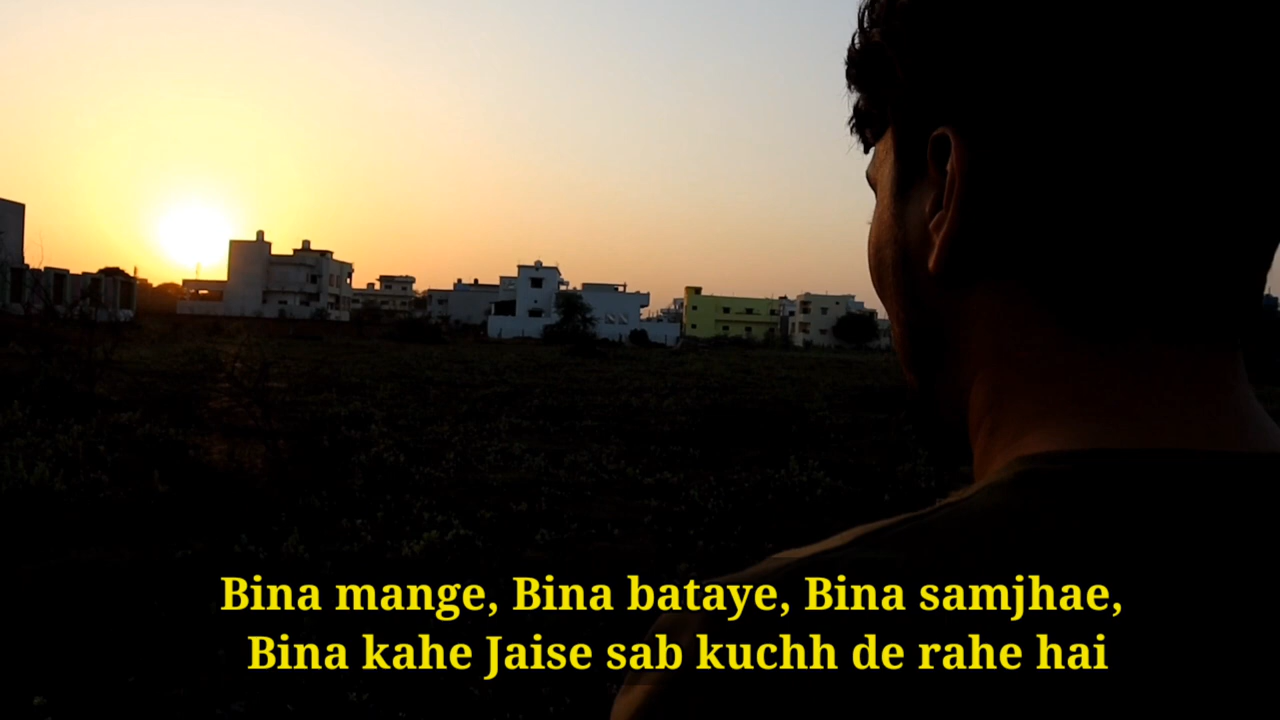 Bina mange, Bina bataye, Bina samjhae,
Bina kahe Jaise sab kuchh de rahe hai